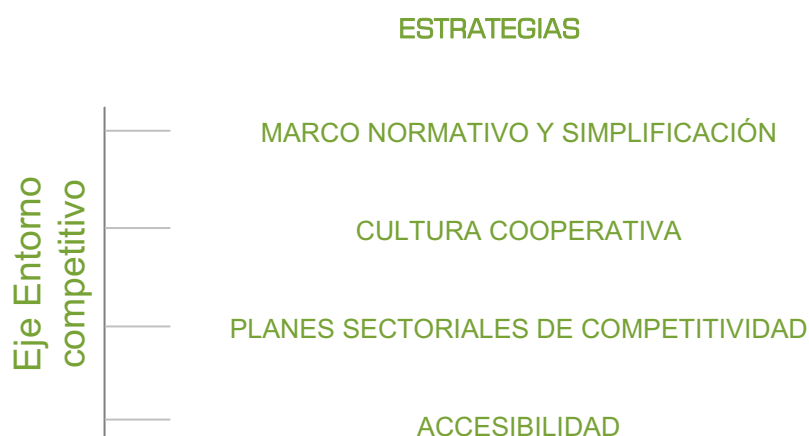 ESTRATEGIAS
Eje Entorno
competitivo
MARCO NORMATIVO Y SIMPLIFICACIÓN
CULTURA COOPERATIVA
PLANES SECTORIALES DE COMPETITIVIDAD
ACCESIBILIDAD